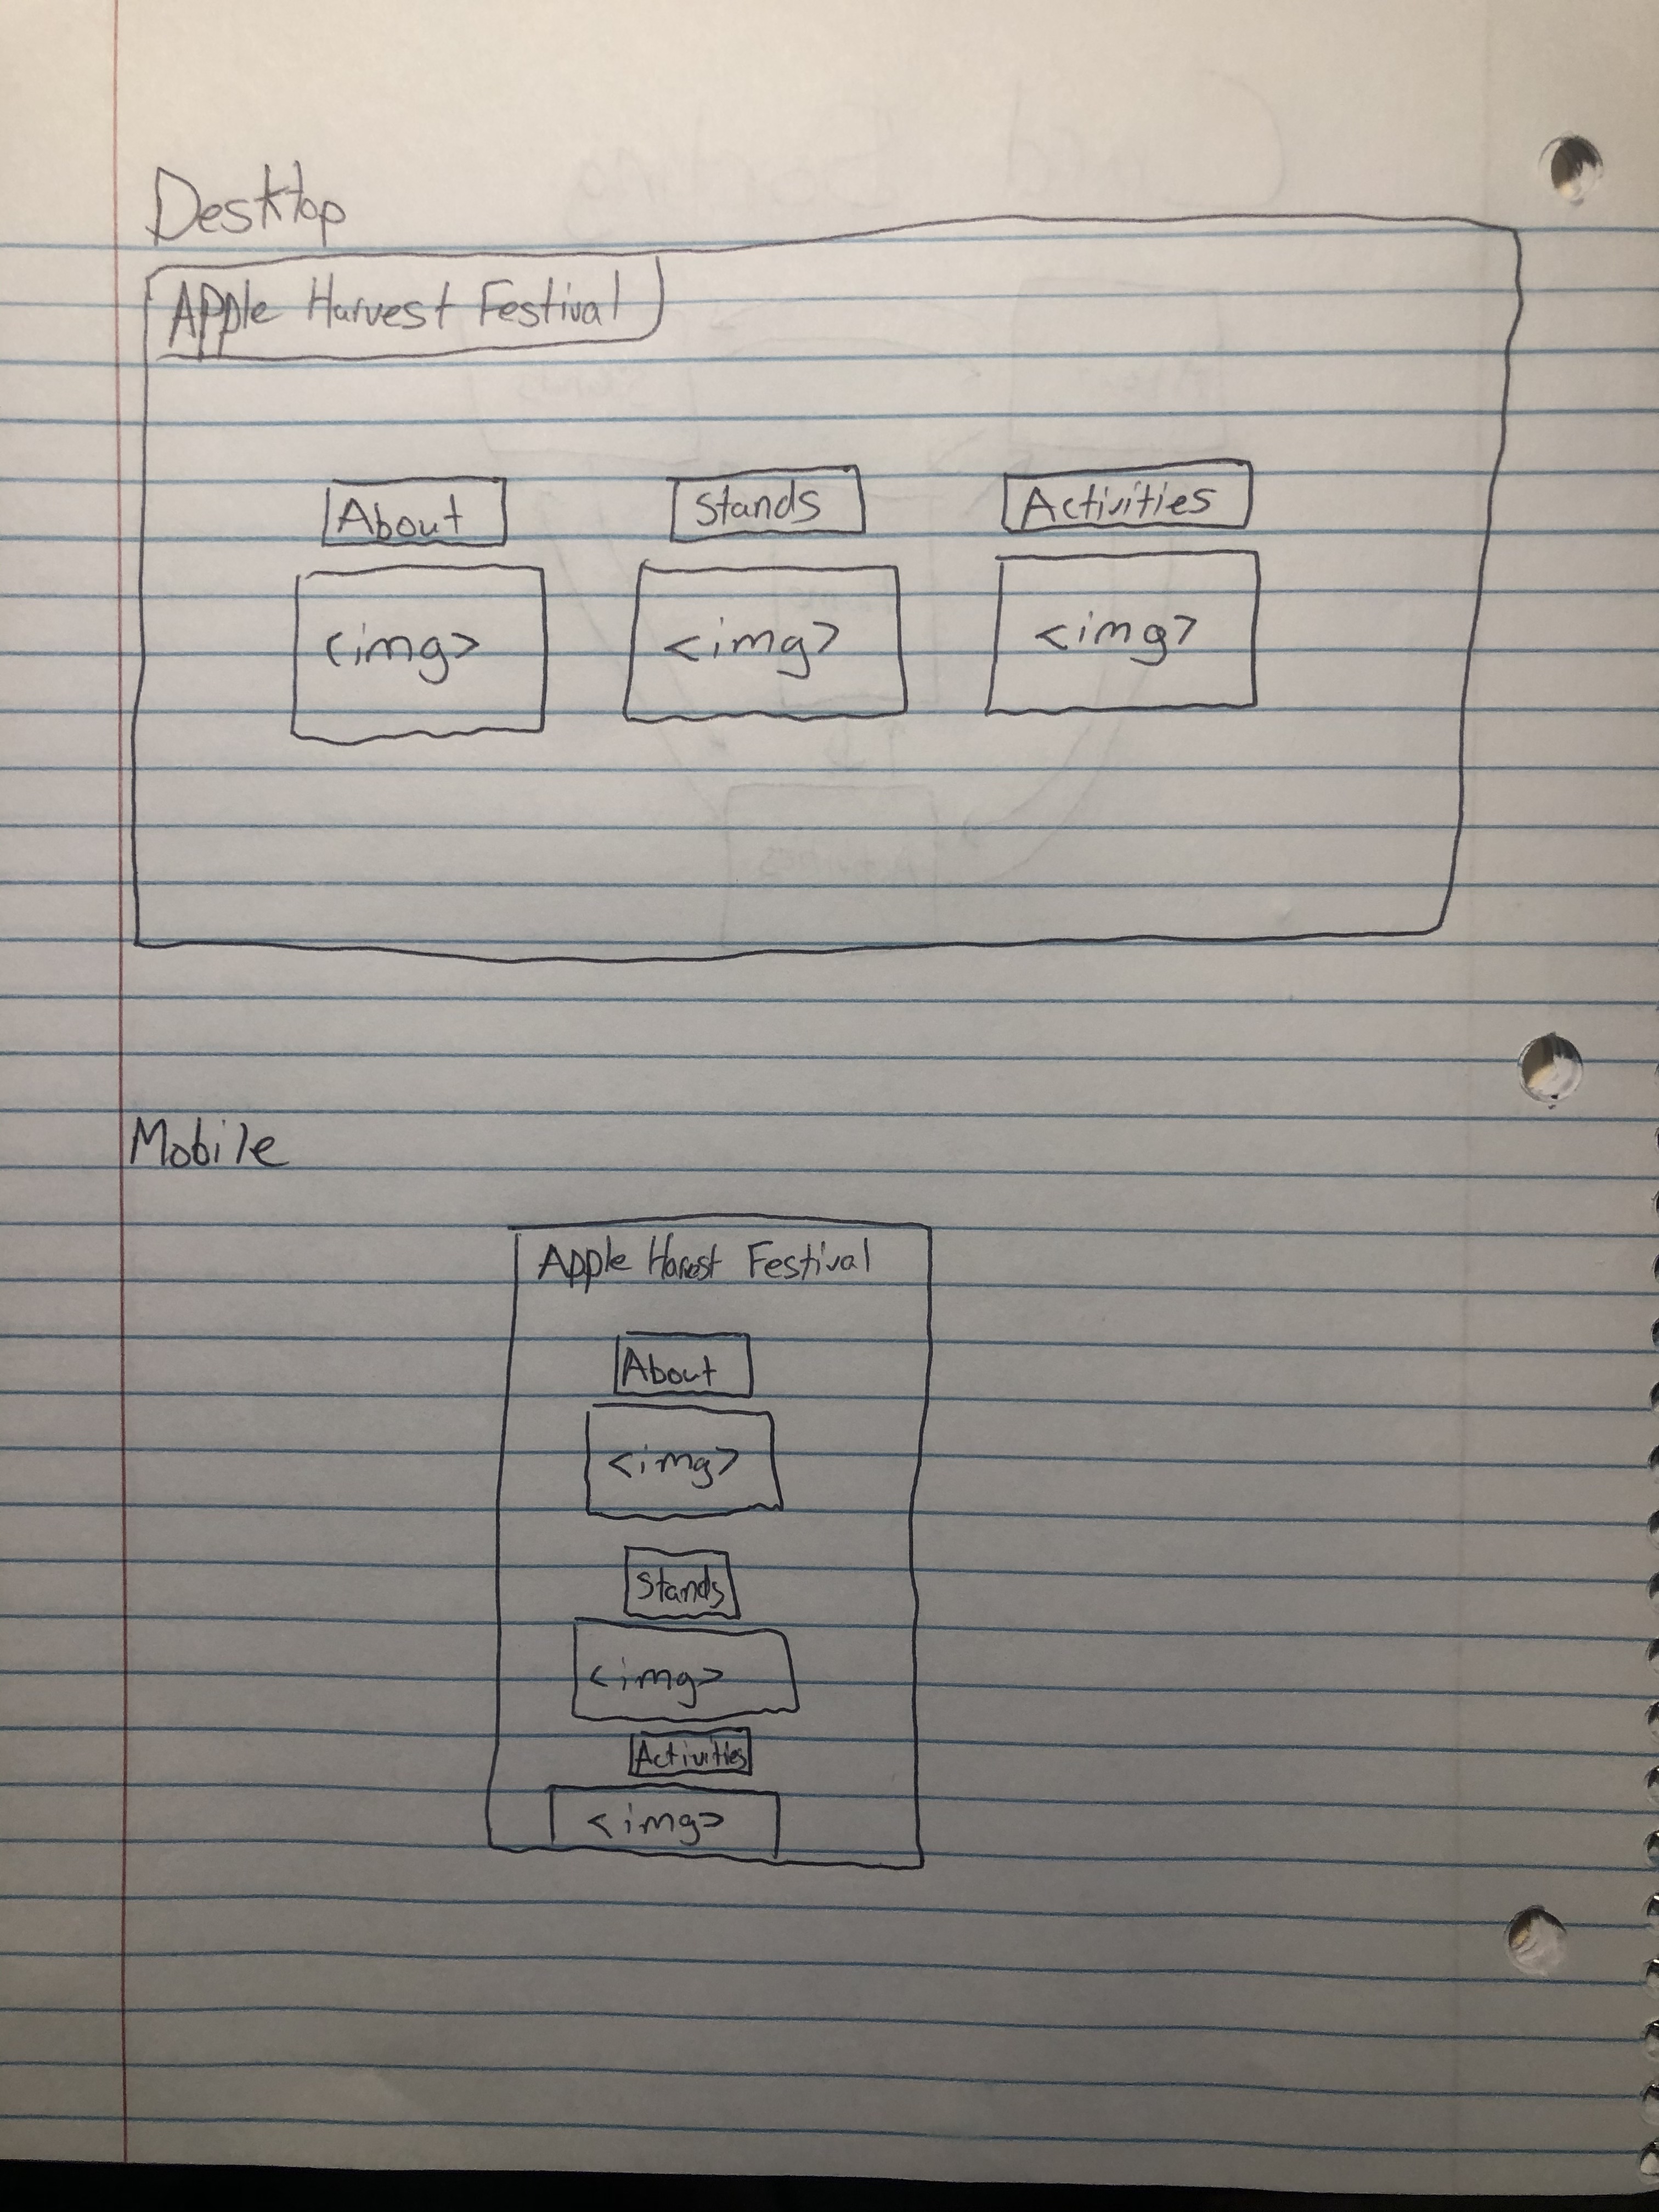 Desktop
Apple Harvest Festival
About Stands Activities
<img> <img> <img>
Mobile
Apple Harest Festival
About
<img>
Stands
<img>
Activities
<img>